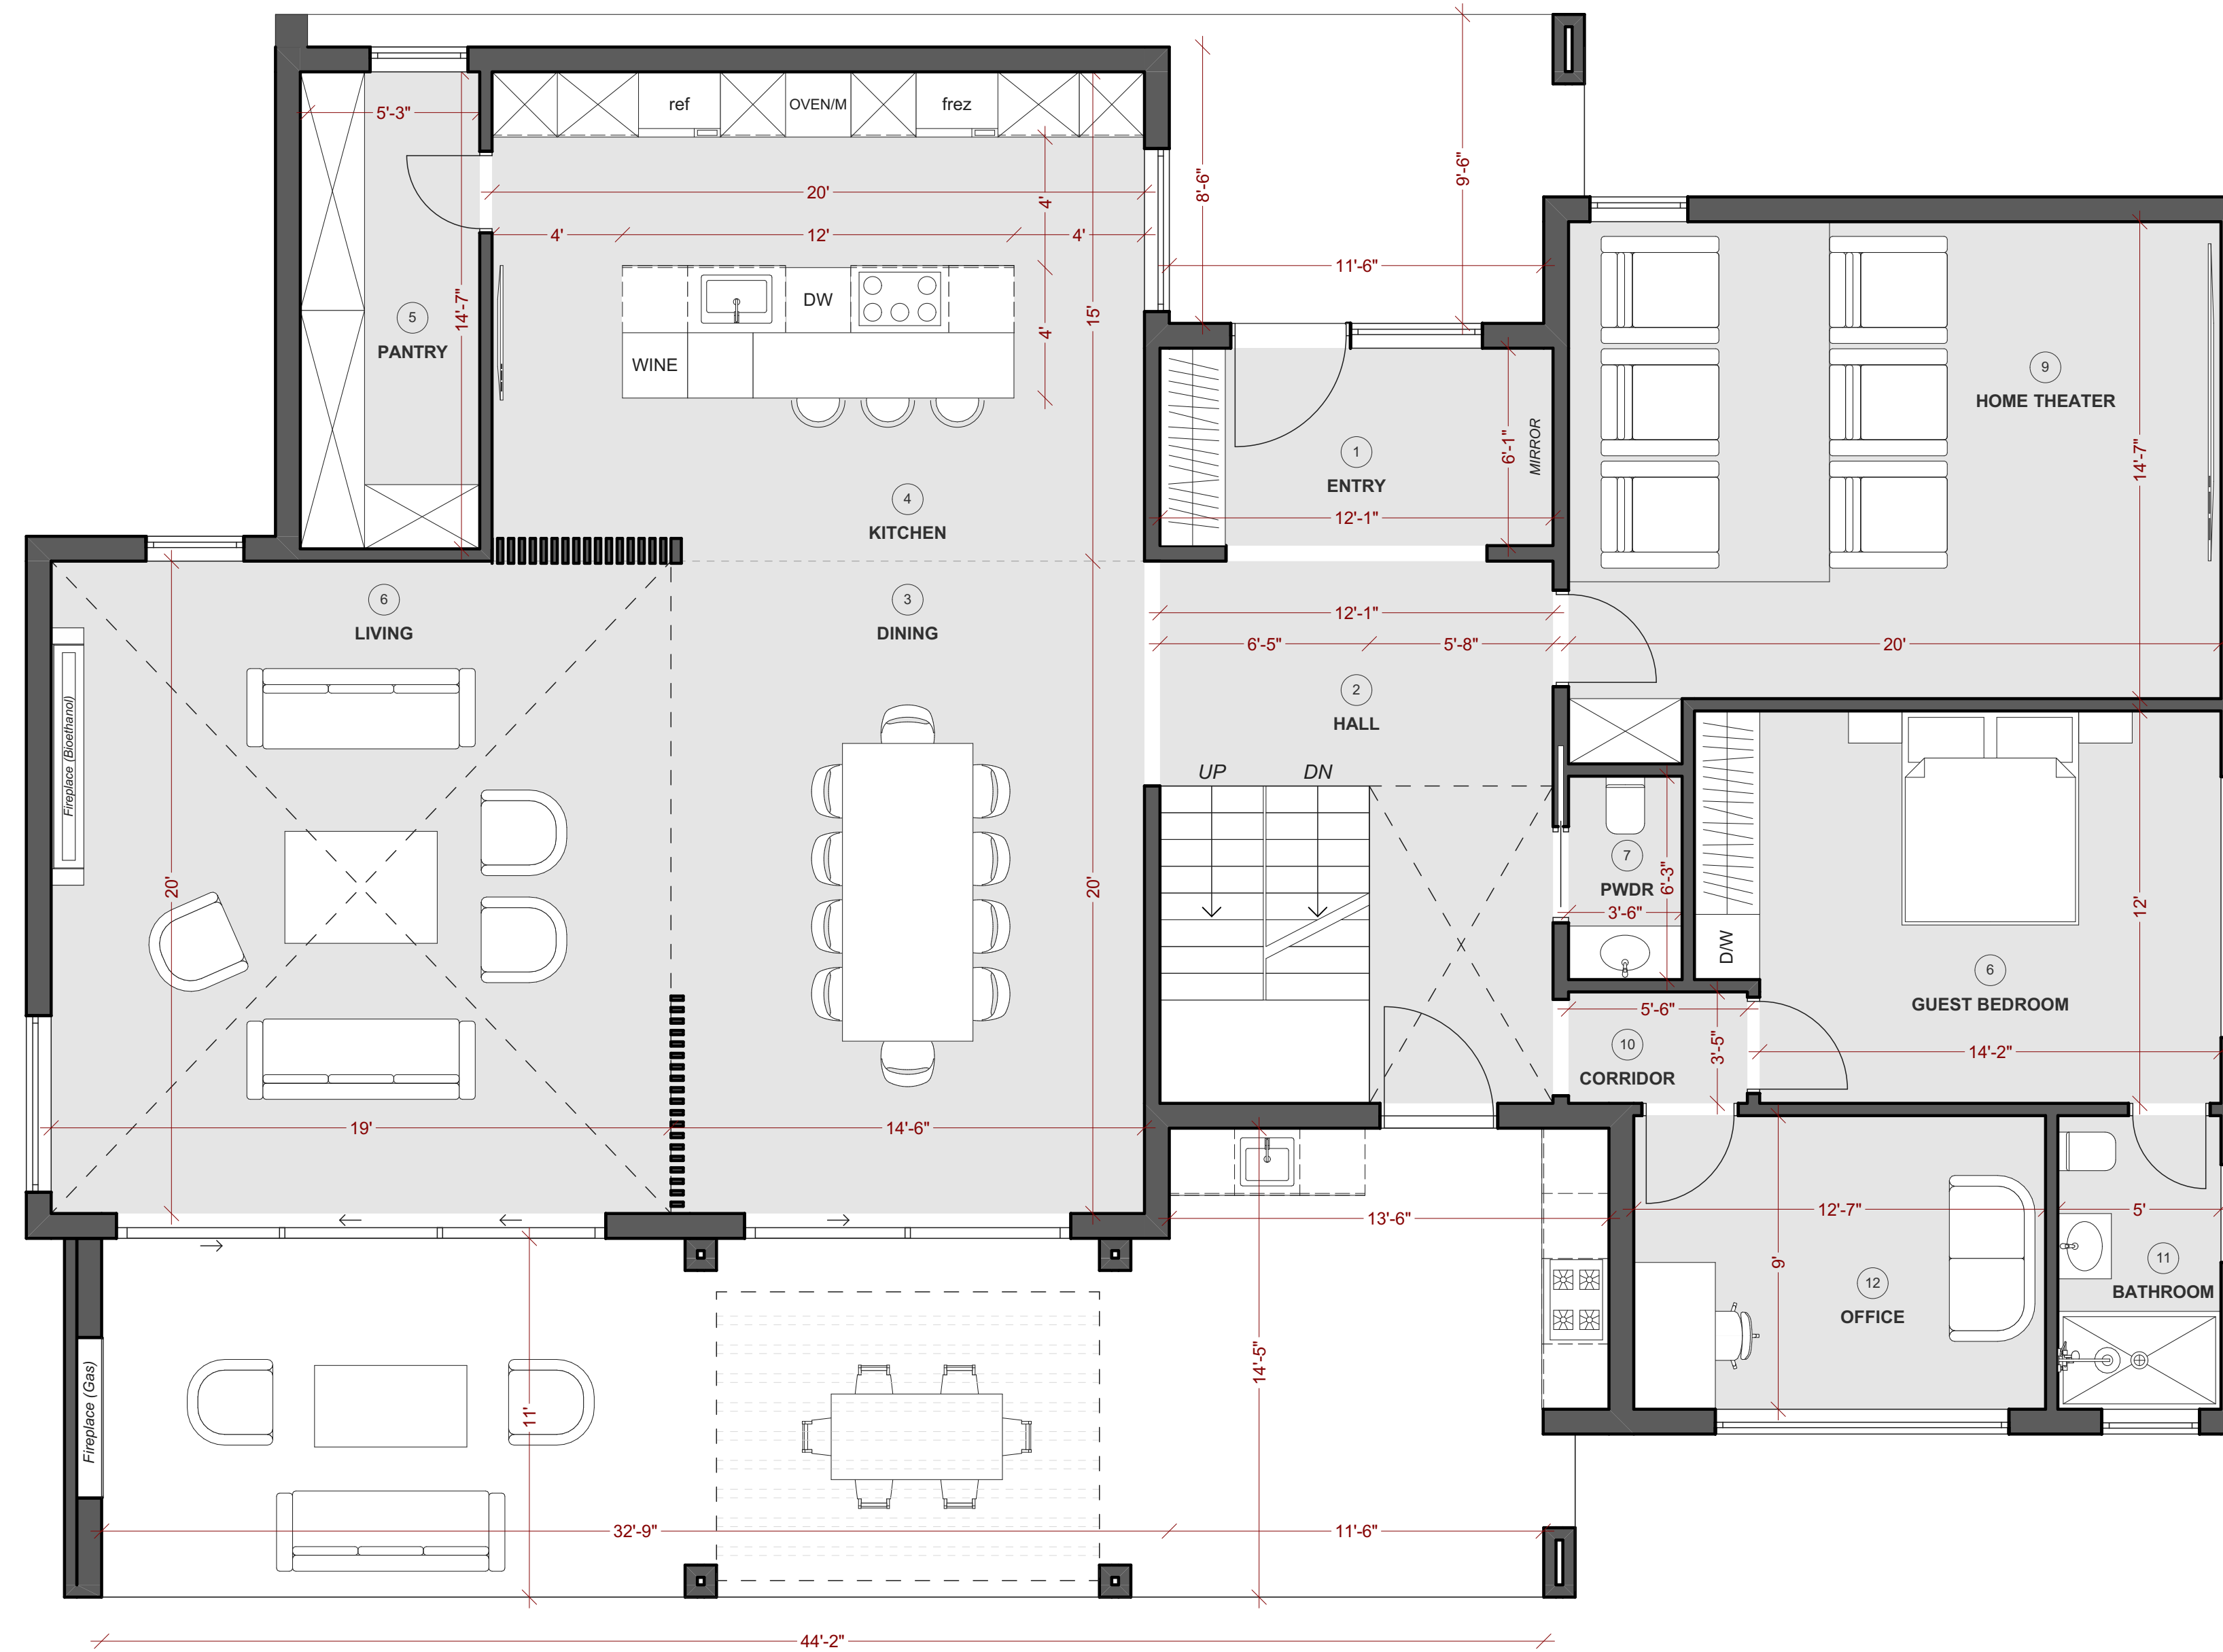 ref
OVEN/M
frez
5'-3"
20'
4'
12'
4'
4'
4'
15'
8'-6"
9'-6"
11'-6"
DW
WINE
5
PANTRY
14'-7"
4
KITCHEN
1
ENTRY
6'-1"
MIRROR
12'-1"
9
HOME THEATER
14'-7"
6
LIVING
3
DINING
12'-1"
6'-5"
5'-8"
20'
2
HALL
UP
DN
Fireplace (Bioethanol)
20'
20'
7
PWDR
6'-3"
3'-6"
D/W
12'
6
GUEST BEDROOM
5'-6"
3'-5"
14'-2"
10
CORRIDOR
19'
14'-6"
13'-6"
12'-7"
5'
9'
12
OFFICE
11
BATHROOM
Fireplace (Gas)
11'
14'-5"
32'-9"
11'-6"
44'-2"